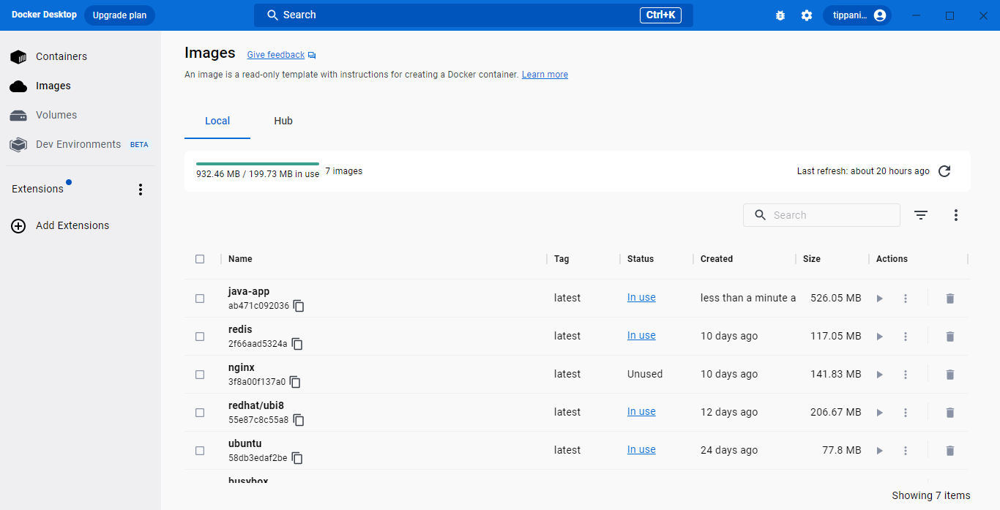 Docker Desktop Upgrade plan Search Ctrl+K tippani...
Containers
Images
Volumes
Dev Environments BETA
Extensions
Add Extensions
Images Give feedback
An image is a read-only template with instructions for creating a Docker container. Learn more
Local Hub
932.46 MB / 199.73 MB in use 7 images Last refresh: about 20 hours ago
Search
Name Tag Status Created Size Actions
java-app
ab471c092036 latest In use less than a minute a 526.05 MB
redis
2f66aad5324a latest In use 10 days ago 117.05 MB
nginx
3f8a00f137a0 latest Unused 10 days ago 141.83 MB
redhat/ubi8
55e87c8c55a8 latest In use 12 days ago 206.67 MB
ubuntu
58db3edaf2be latest In use 24 days ago 77.8 MB
busybox
Showing 7 items